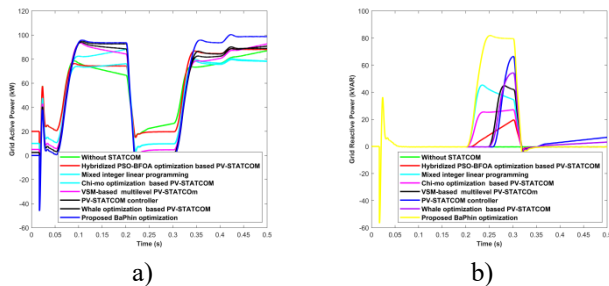 120
100
80
60
40
20
0
-20
-40
-60
Grid Active Power (kW)
Without STATCOM
Hybridized PSO-BFOA optimization based PV-STATCOM
Mixed integer linear programming
Chi-mo optimization based PV-STATCOM
VSM-based multilevel PV-STATCOm
PV-STATCOM controller
Whale optimization based PV-STATCOM
Proposed BaPhin optimization
0 0.05 0.1 0.15 0.2 0.25 0.3 0.35 0.4 0.45 0.5
Time (s)
a)
100
80
60
40
20
0
-20
-40
-60
Grid Reactive Power (kVAR)
Without STATCOM
Hybridized PSO-BFOA optimization based PV-STATCOM
Mixed integer linear programming
Chi-mo optimization based PV-STATCOM
VSM-based multilevel PV-STATCOM
PV-STATCOM controller
Whale optimization based PV-STATCOM
Proposed BaPhin optimization
0 0.05 0.1 0.15 0.2 0.25 0.3 0.35 0.4 0.45 0.5
Time (s)
b)